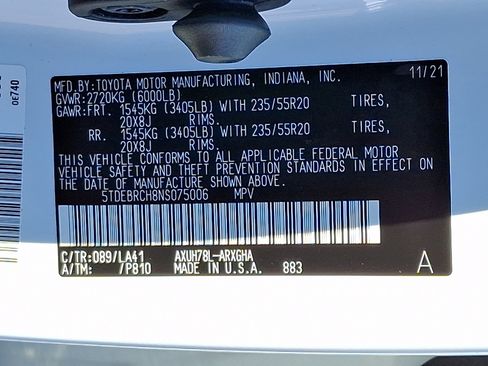 MFD.BY:TOYOTA MOTOR MANUFACTURING, INDIANA, INC. 11/21
GVWR:2720KG (6000LB)
GAWR:FRT. 1545KG (3405LB) WITH 235/55R20 TIRES,
20X8J RIMS.
RR. 1545KG (3405LB) WITH 235/55R20 TIRES,
20X8J RIMS.
THIS VEHICLE CONFORMS TO ALL APPLICABLE FEDERAL MOTOR
VEHICLE SAFETY AND THEFT PREVENTION STANDARDS IN EFFECT ON
THE DATE OF MANUFACTURE SHOWN ABOVE.
5TDEBRCH8NS075006 MPV
C/TR:089/LA41 AXUH78L-ARXGHA
A/TM: /P810 MADE IN U.S.A. 883 A
0E740